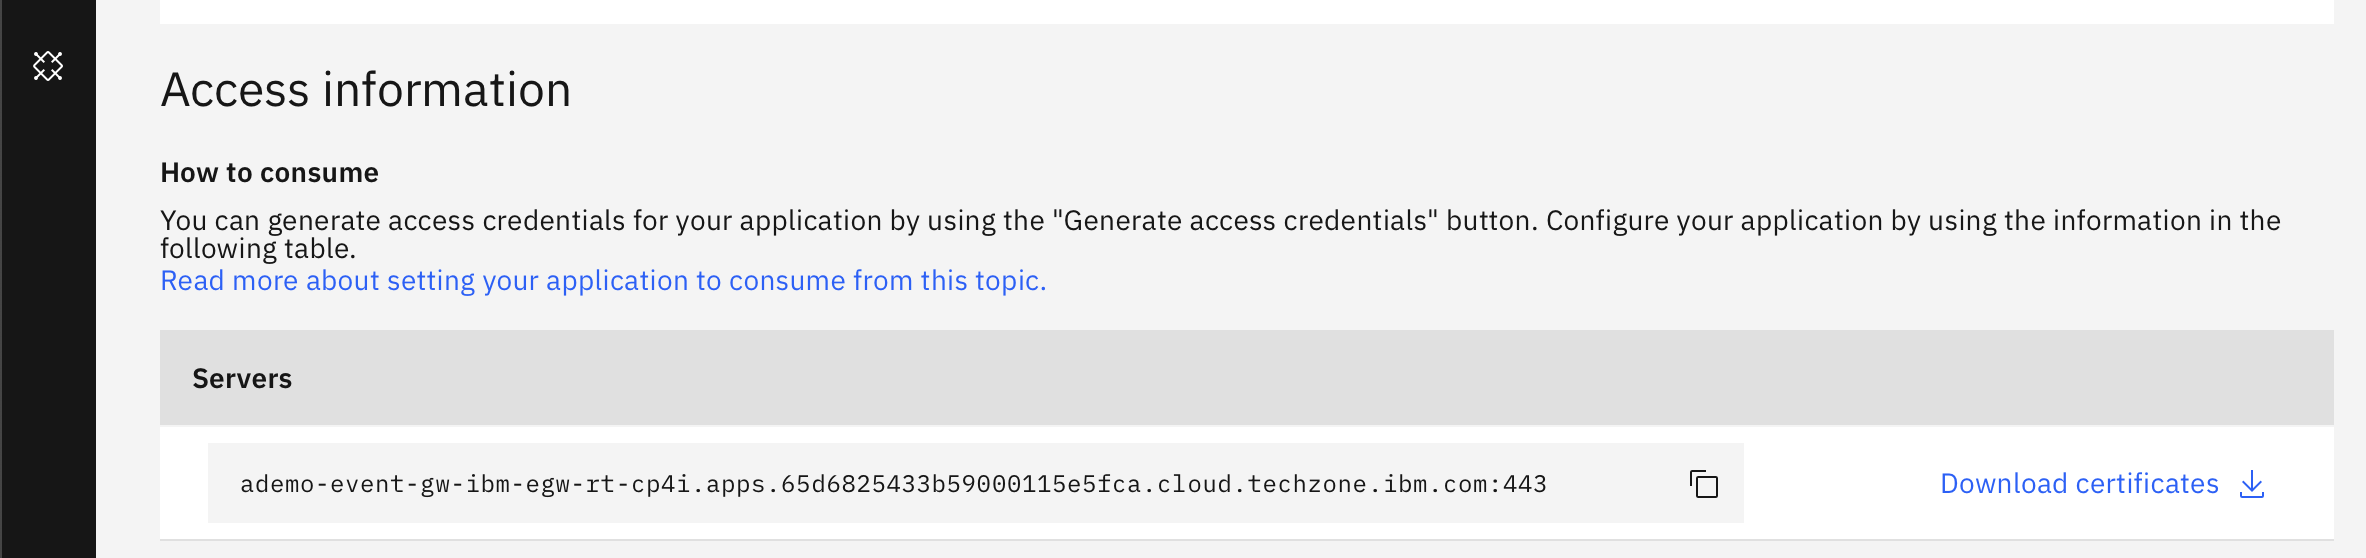 Access information
How to consume
You can generate access credentials for your application by using the "Generate access credentials" button. Configure your application by using the information in the
following table.
Read more about setting your application to consume from this topic.
Servers
ademo-event-gw-ibm-egw-rt-cp4i.apps.65d6825433b59000115e5fca.cloud.techzone.ibm.com:443
Download certificates